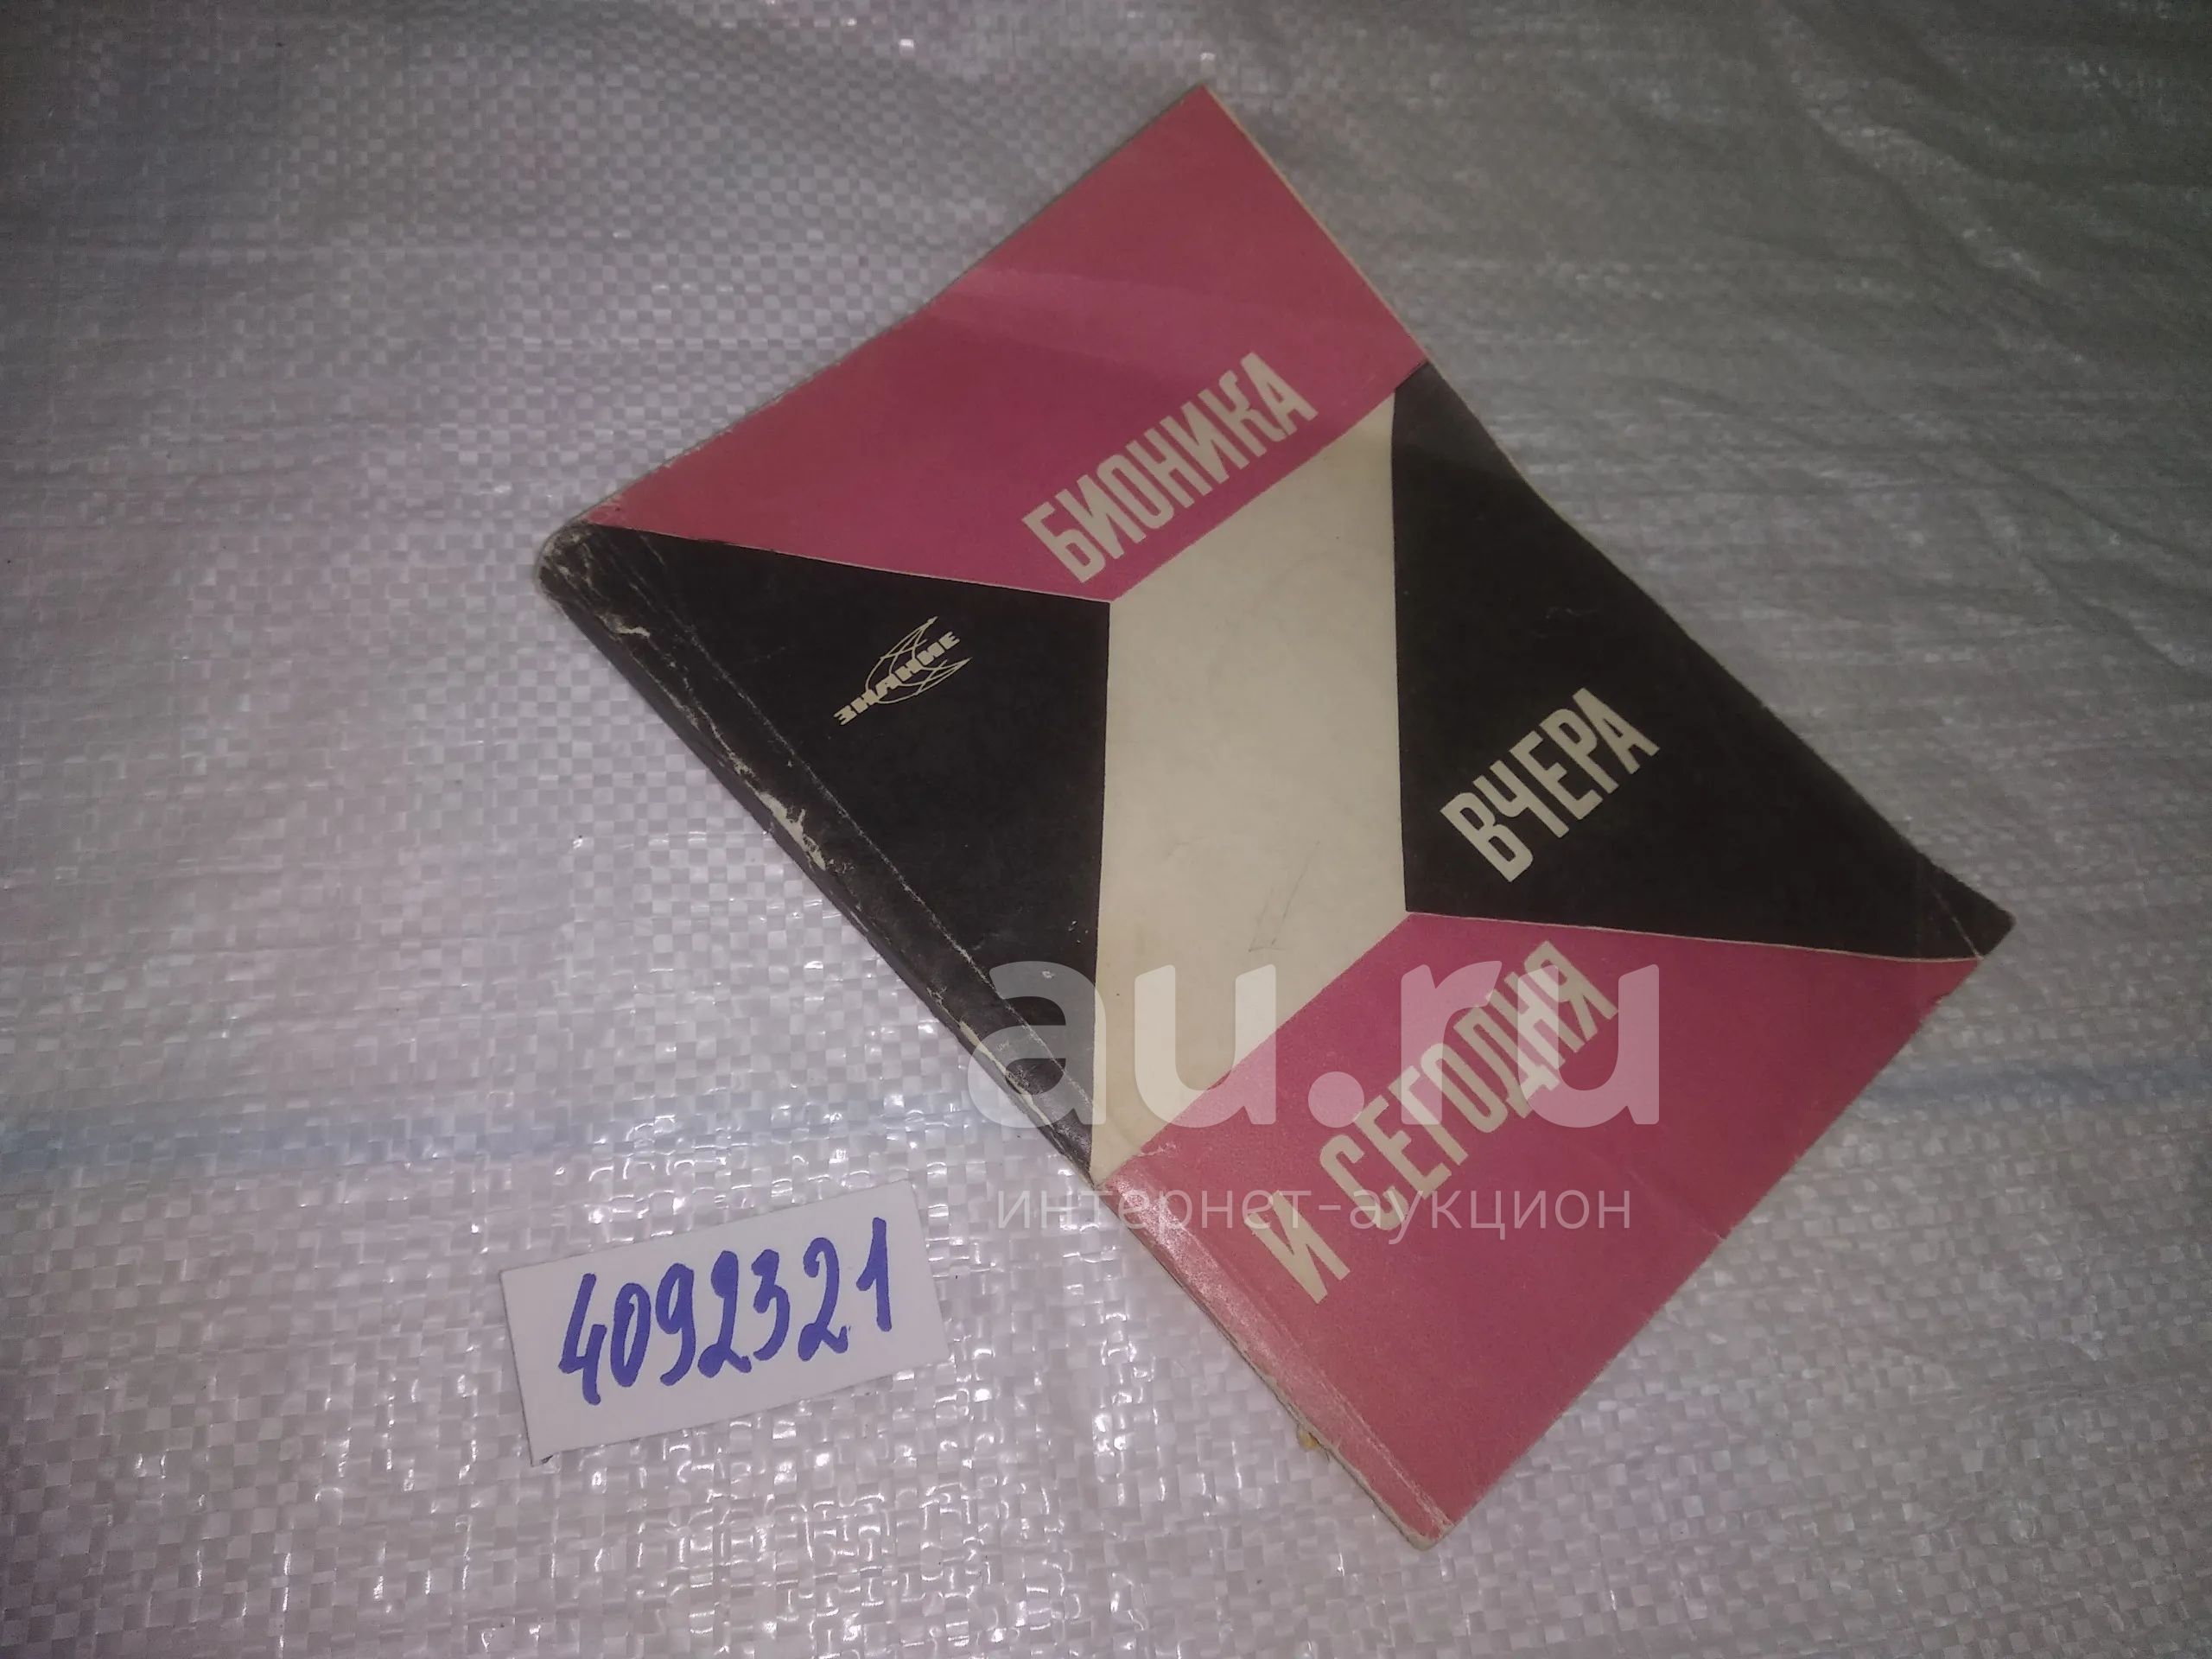 БИОНИКА
ЗНАНИЕ
ВЧЕРА
И СЕГОДНЯ
au.ru
интернет-аукцион
4092321